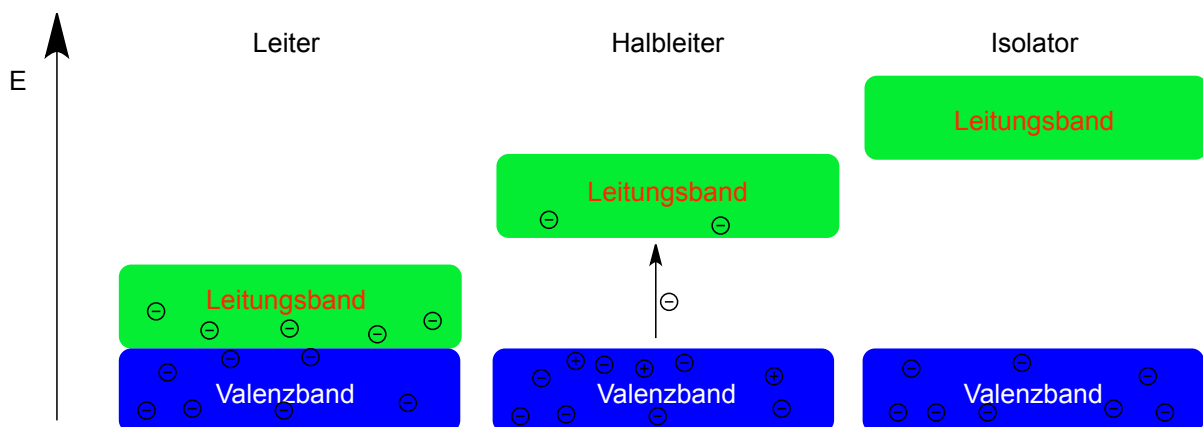 Leiter
Halbleiter
Isolator
E
Leitungsband
Leitungsband
Leitungsband
Valenzband
Valenzband
Valenzband